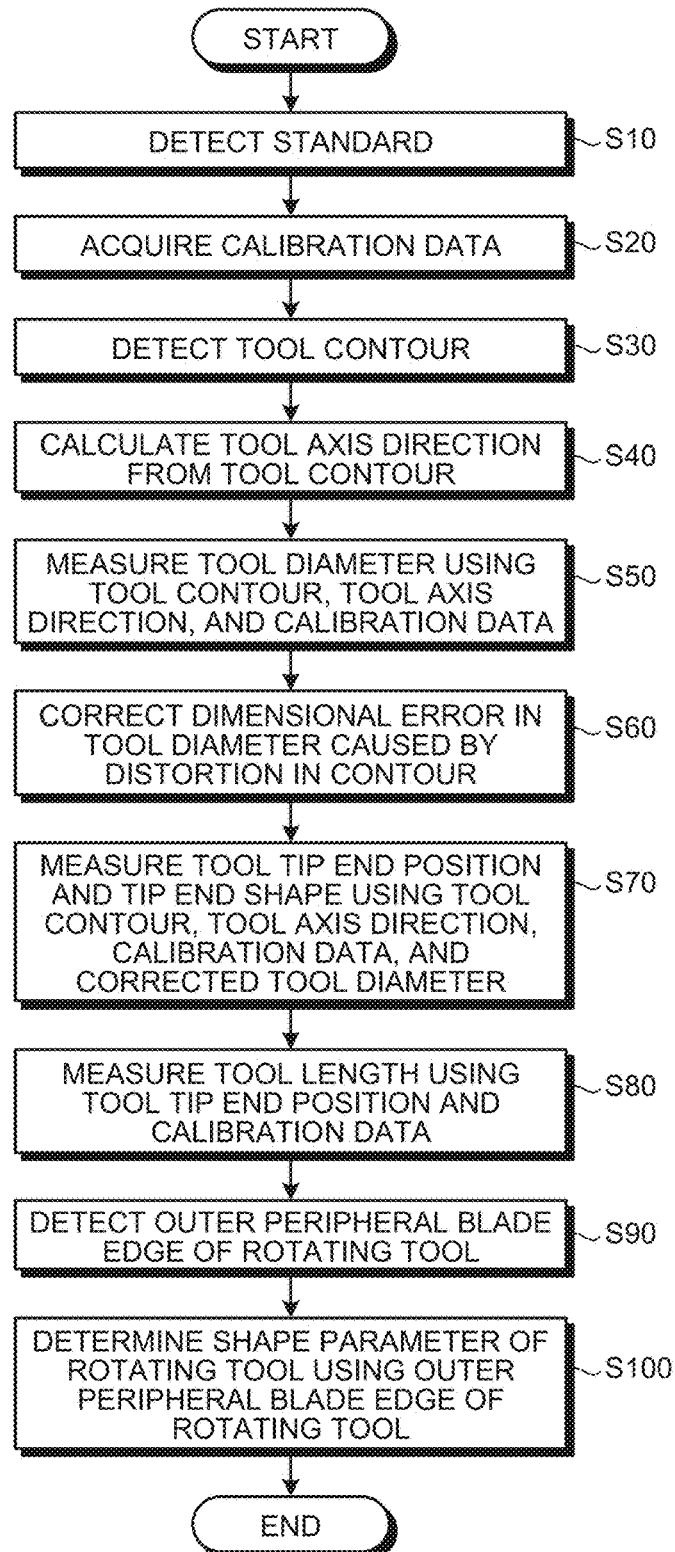 START
DETECT STANDARD
S10
ACQUIRE CALIBRATION DATA
S20
DETECT TOOL CONTOUR
S30
CALCULATE TOOL AXIS DIRECTION
FROM TOOL CONTOUR
S40
MEASURE TOOL DIAMETER USING
TOOL CONTOUR, TOOL AXIS
DIRECTION, AND CALIBRATION DATA
S50
CORRECT DIMENSIONAL ERROR IN
TOOL DIAMETER CAUSED BY
DISTORTION IN CONTOUR
S60
MEASURE TOOL TIP END POSITION
AND TIP END SHAPE USING TOOL
CONTOUR, TOOL AXIS DIRECTION,
CALIBRATION DATA, AND
CORRECTED TOOL DIAMETER
S70
MEASURE TOOL LENGTH USING
TOOL TIP END POSITION AND
CALIBRATION DATA
S80
DETECT OUTER PERIPHERAL BLADE
EDGE OF ROTATING TOOL
S90
DETERMINE SHAPE PARAMETER OF
ROTATING TOOL USING OUTER
PERIPHERAL BLADE EDGE OF
ROTATING TOOL
S100
END